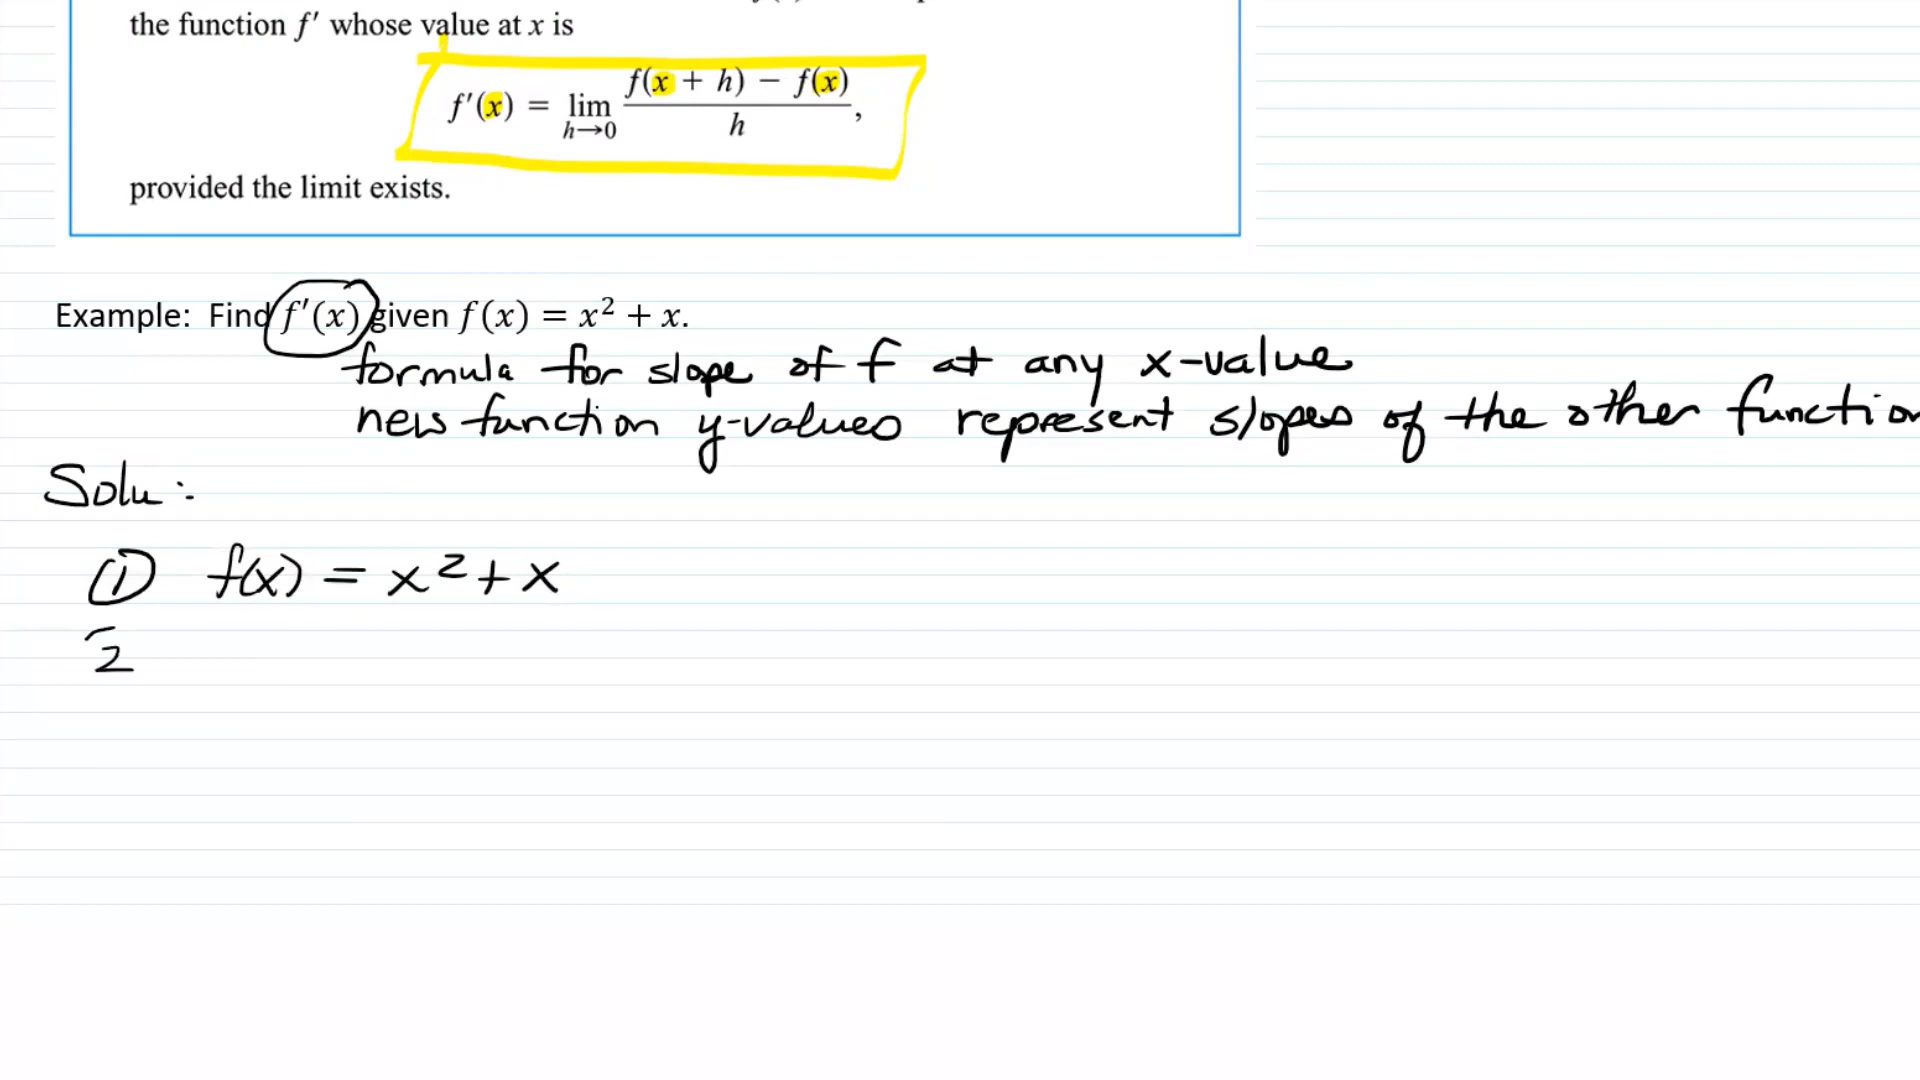 the function f′ whose value at x is
f′(x) = lim h→0 f(x + h) − f(x) / h ,
provided the limit exists.
Example: Find f′(x) given f(x) = x² + x.
formula for slope of f at any x-value
new function y-values represent slopes of the other function
Solu:
① f(x) = x² + x
2